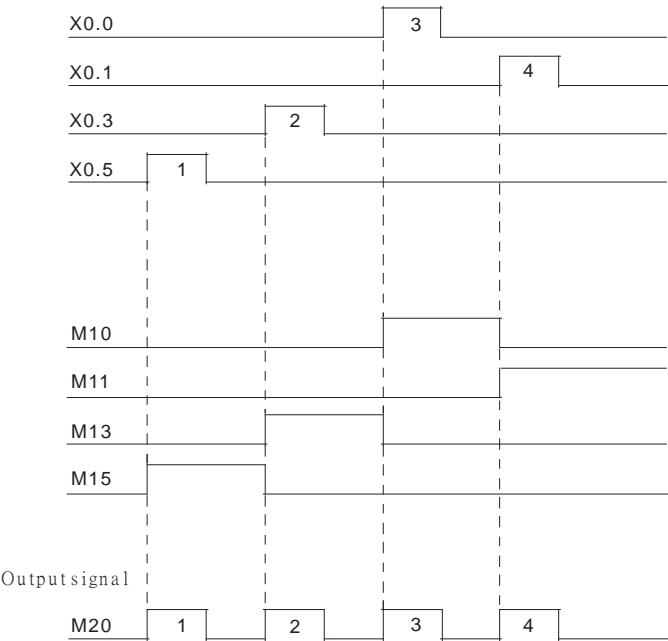 X0.0 3
X0.1 4
X0.3 2
X0.5 1
M10
M11
M13
M15
Output signal
M20 1 2 3 4